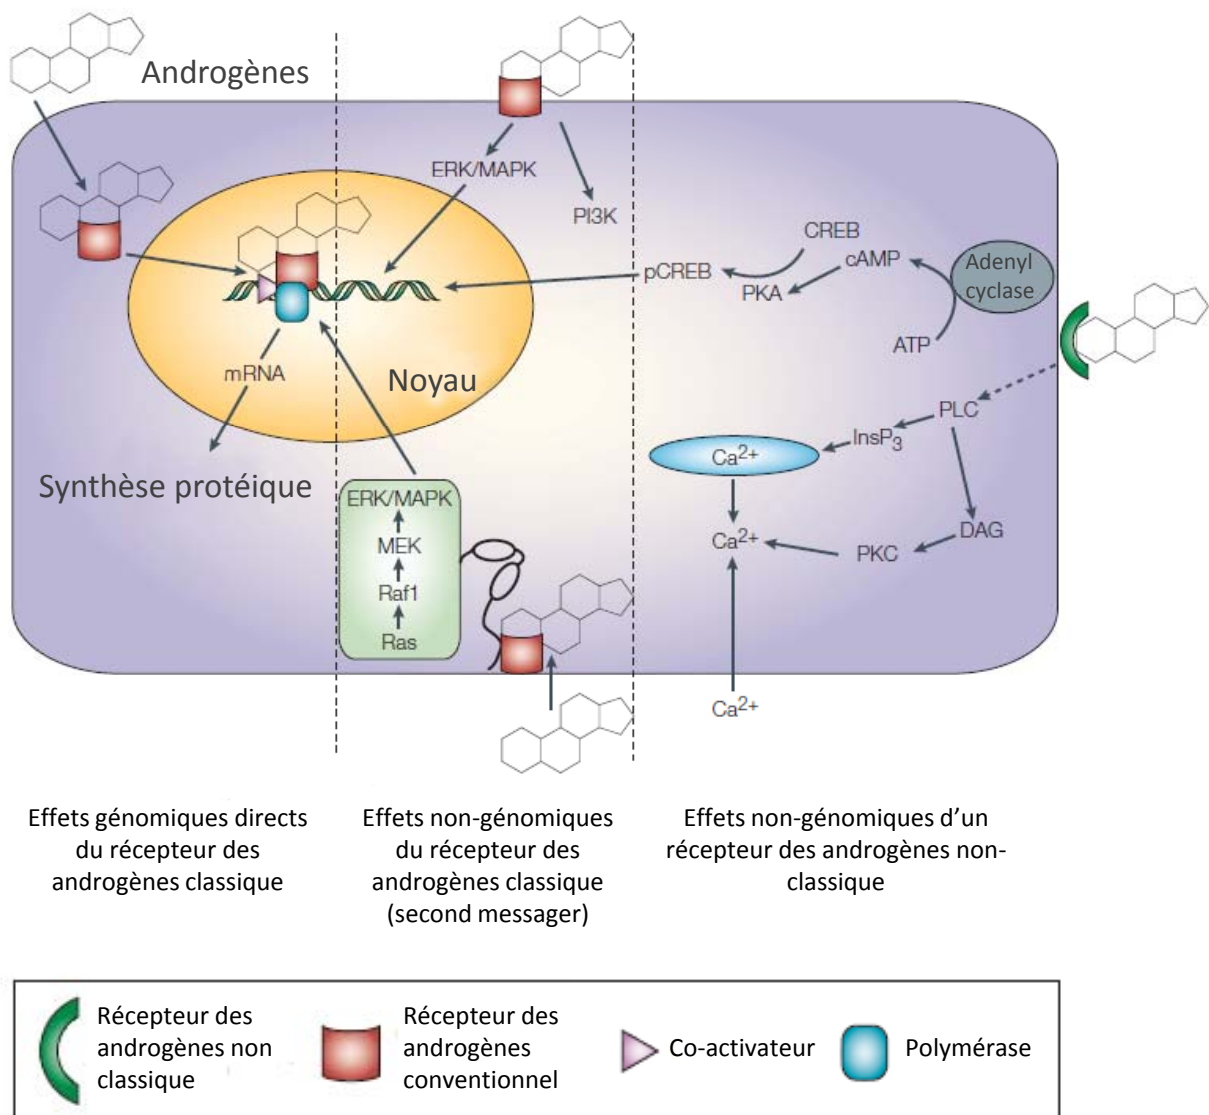 Androgènes
ERK/MAPK
PI3K
CREB
cAMP
pCREB
PKA
Adenyl
cyclase
ATP
mRNA
Noyau
PLC
InsP3
Ca2+
Synthèse protéique
ERK/MAPK
MEK
Raf1
Ras
DAG
PKC
Ca2+
Ca2+
Effets génomiques directs
du récepteur des
androgènes classique
Effets non-génomiques
du récepteur des
androgènes classique
(second messager)
Effets non-génomiques d’un
récepteur des androgènes non-
classique
Récepteur des
androgènes non
classique
Récepteur des
androgènes
conventionnel
Co-activateur
Polymérase